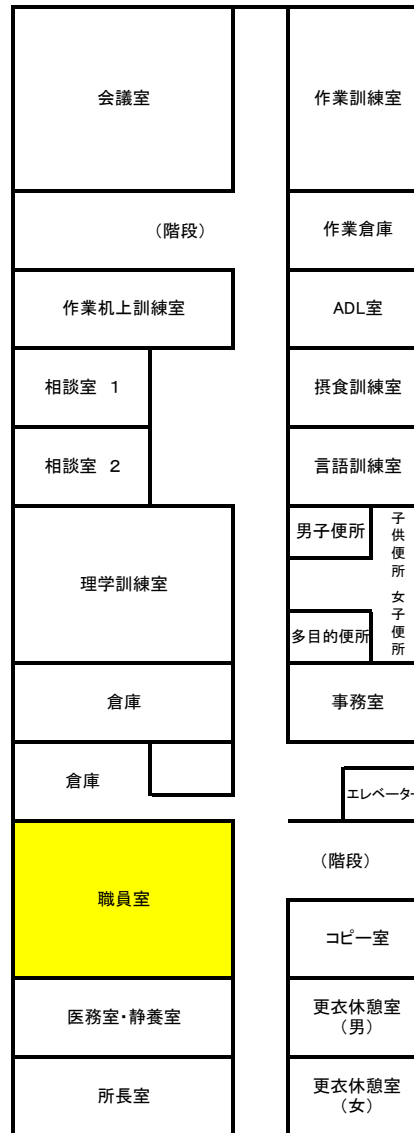 会議室
作業訓練室
（階段）
作業倉庫
作業机上訓練室
ADL室
相談室　1
摂食訓練室
相談室　2
言語訓練室
男子便所
子供便所
理学訓練室
女子便所
多目的便所
倉庫
事務室
倉庫
エレベーター
（階段）
職員室
コピー室
医務室・静養室
更衣休憩室
（男）
所長室
更衣休憩室
（女）